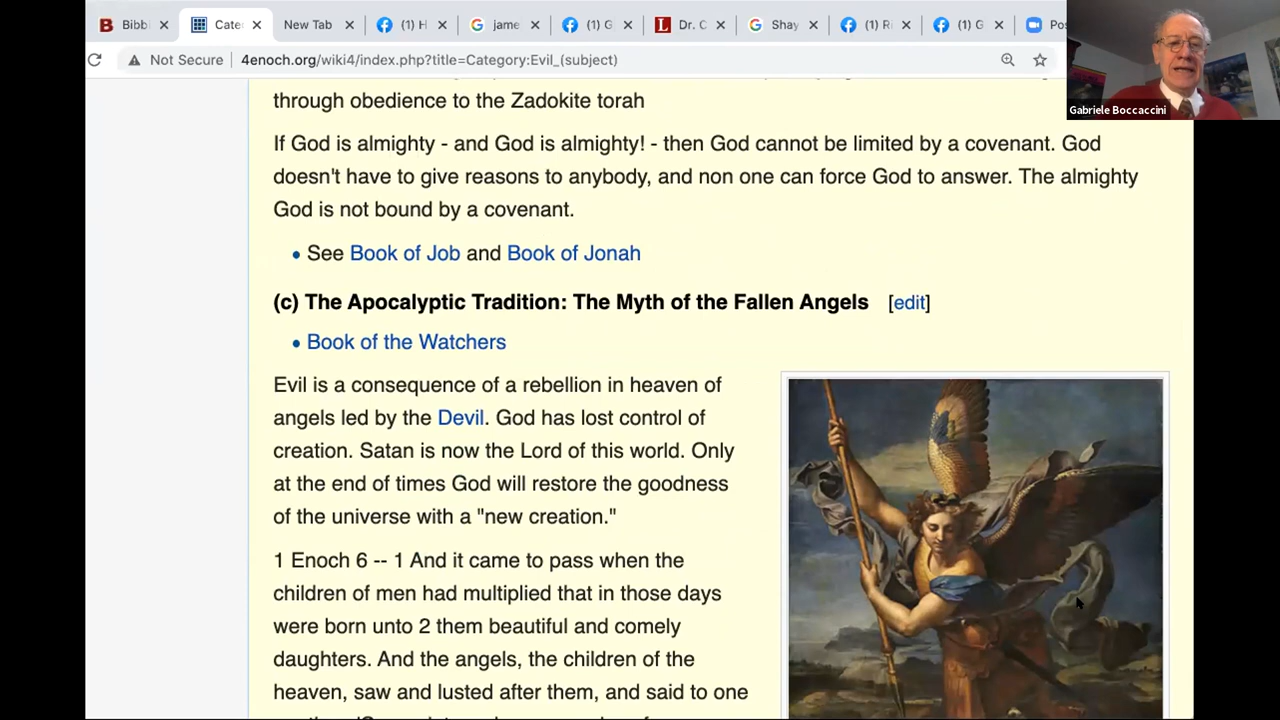 Bibb
Cate
New Tab
(1) H
jame
(1) G
Dr. C
Shay
(1) Ri
(1) G
Pos
Not Secure
4enoch.org/wiki4/index.php?title=Category:Evil_(subject)
Gabriele Boccaccini
through obedience to the Zadokite torah
If God is almighty - and God is almighty! - then God cannot be limited by a covenant. God
doesn't have to give reasons to anybody, and non one can force God to answer. The almighty
God is not bound by a covenant.
• See Book of Job and Book of Jonah
(c) The Apocalyptic Tradition: The Myth of the Fallen Angels [edit]
• Book of the Watchers
Evil is a consequence of a rebellion in heaven of
angels led by the Devil. God has lost control of
creation. Satan is now the Lord of this world. Only
at the end of times God will restore the goodness
of the universe with a "new creation."
1 Enoch 6 -- 1 And it came to pass when the
children of men had multiplied that in those days
were born unto 2 them beautiful and comely
daughters. And the angels, the children of the
heaven, saw and lusted after them, and said to one